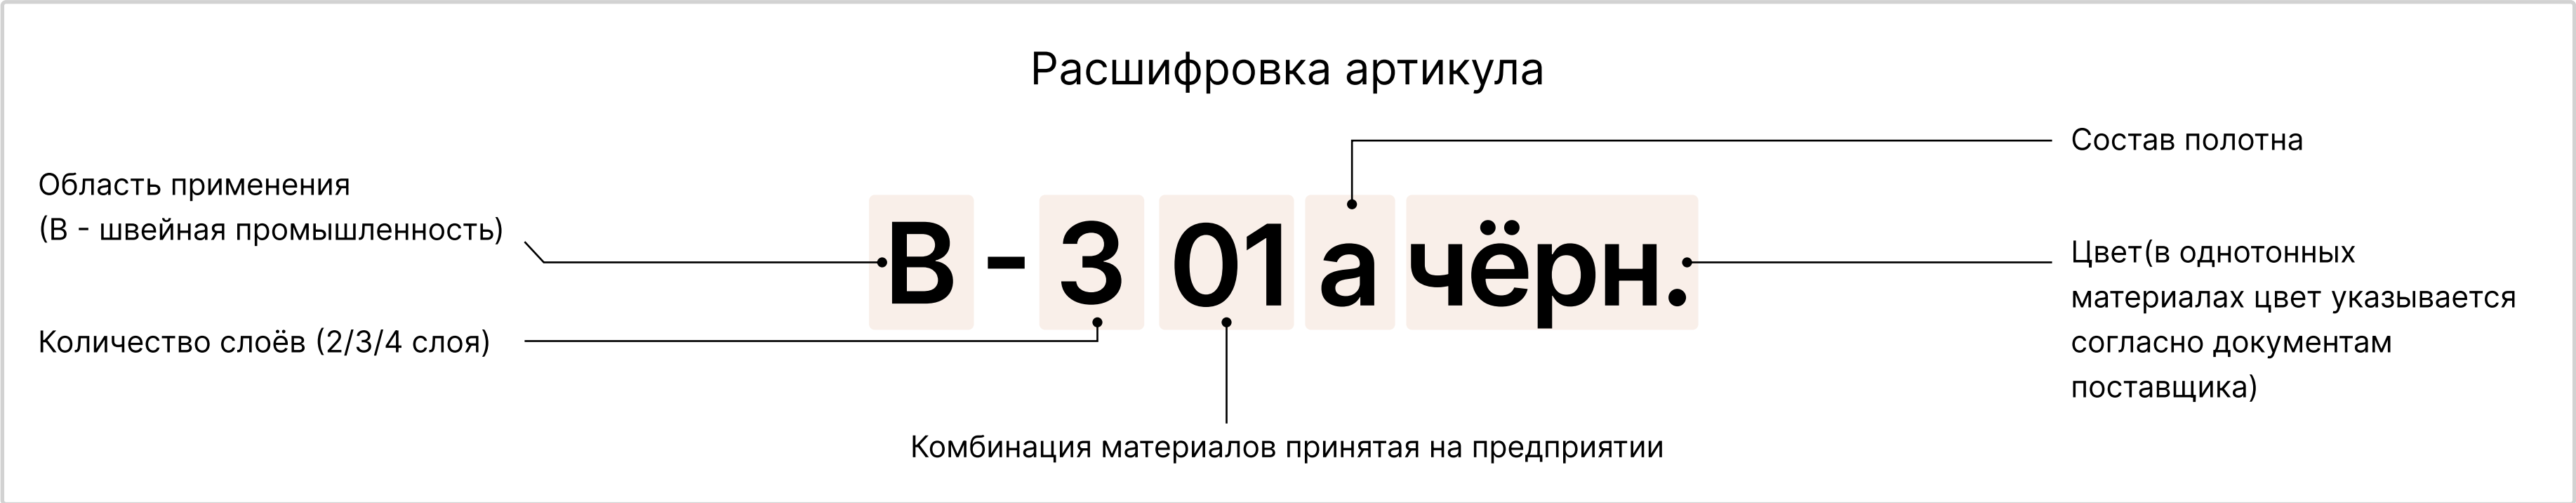 Расшифровка артикула
Состав полотна
Область применения
(В - швейная промышленность)
В - 3 01 а чёрн.
Цвет(в однотонных
материалах цвет указывается
согласно документам
поставщика)
Количество слоёв (2/3/4 слоя)
Комбинация материалов принятая на предприятии